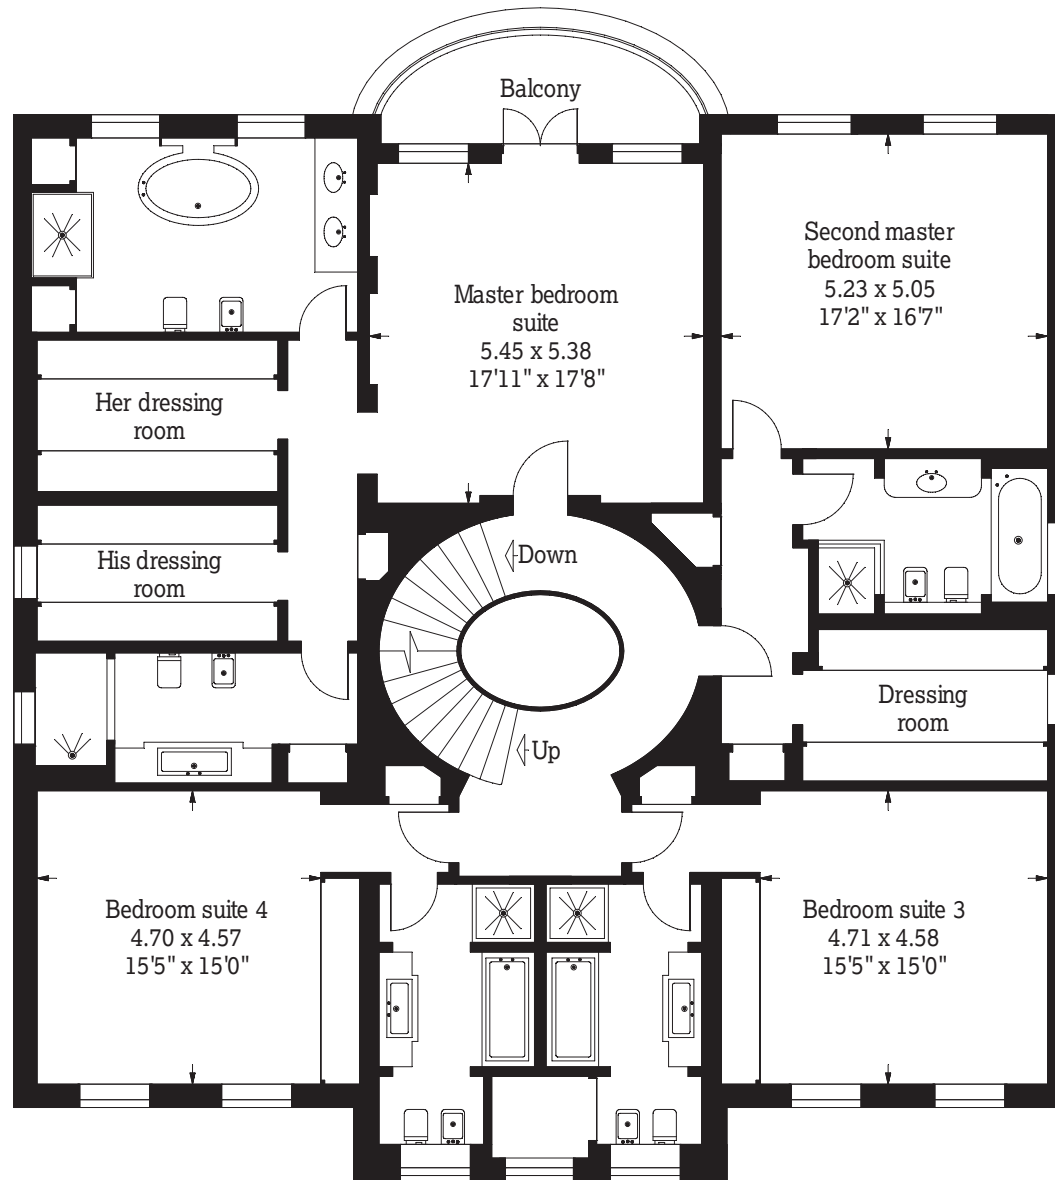 Balcony
Master bedroom
suite
5.45 x 5.38
17'11" x 17'8"
Second master
bedroom suite
5.23 x 5.05
17'2" x 16'7"
Her dressing
room
His dressing
room
Down
Up
Dressing
room
Bedroom suite 4
4.70 x 4.57
15'5" x 15'0"
Bedroom suite 3
4.71 x 4.58
15'5" x 15'0"